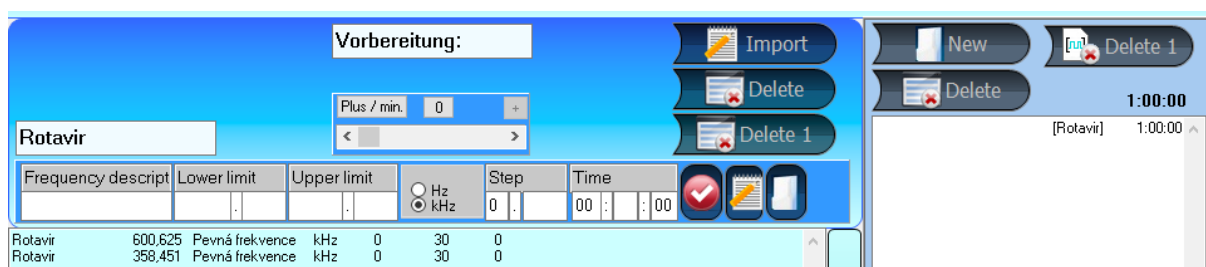 Vorbereitung:
Import
New
Delete 1
Delete
Delete
1:00:00
Plus / min. 0 +
< >
Rotavir
Delete 1
[Rotavir] 1:00:00
Frequency descript Lower limit Upper limit Hz Step Time
. . kHz 0 . 00 : : 00
Rotavir 600,625 Pevná frekvence kHz 0 30 0
Rotavir 358,451 Pevná frekvence kHz 0 30 0